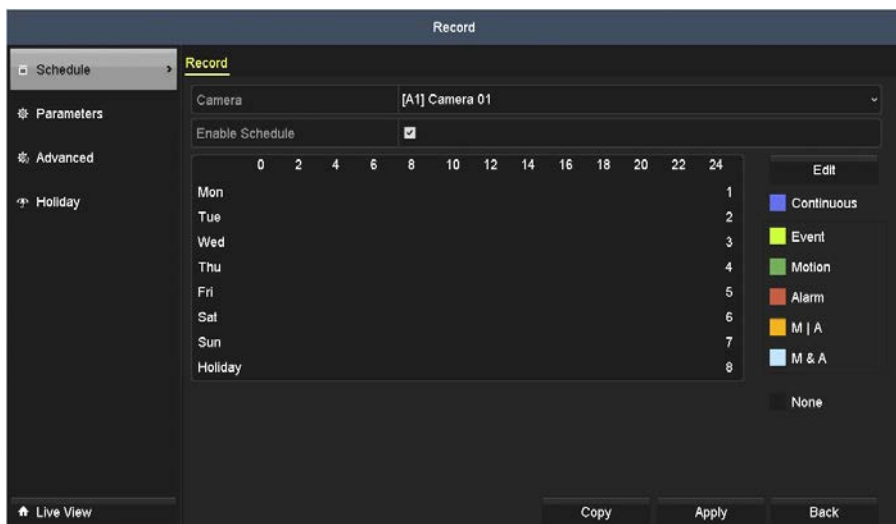 Record
Schedule
Parameters
Advanced
Holiday
Live View
Record
Camera [A1] Camera 01
Enable Schedule
0 2 4 6 8 10 12 14 16 18 20 22 24
Mon 1
Tue 2
Wed 3
Thu 4
Fri 5
Sat 6
Sun 7
Holiday 8
Edit
Continuous
Event
Motion
Alarm
M | A
M & A
None
Copy Apply Back